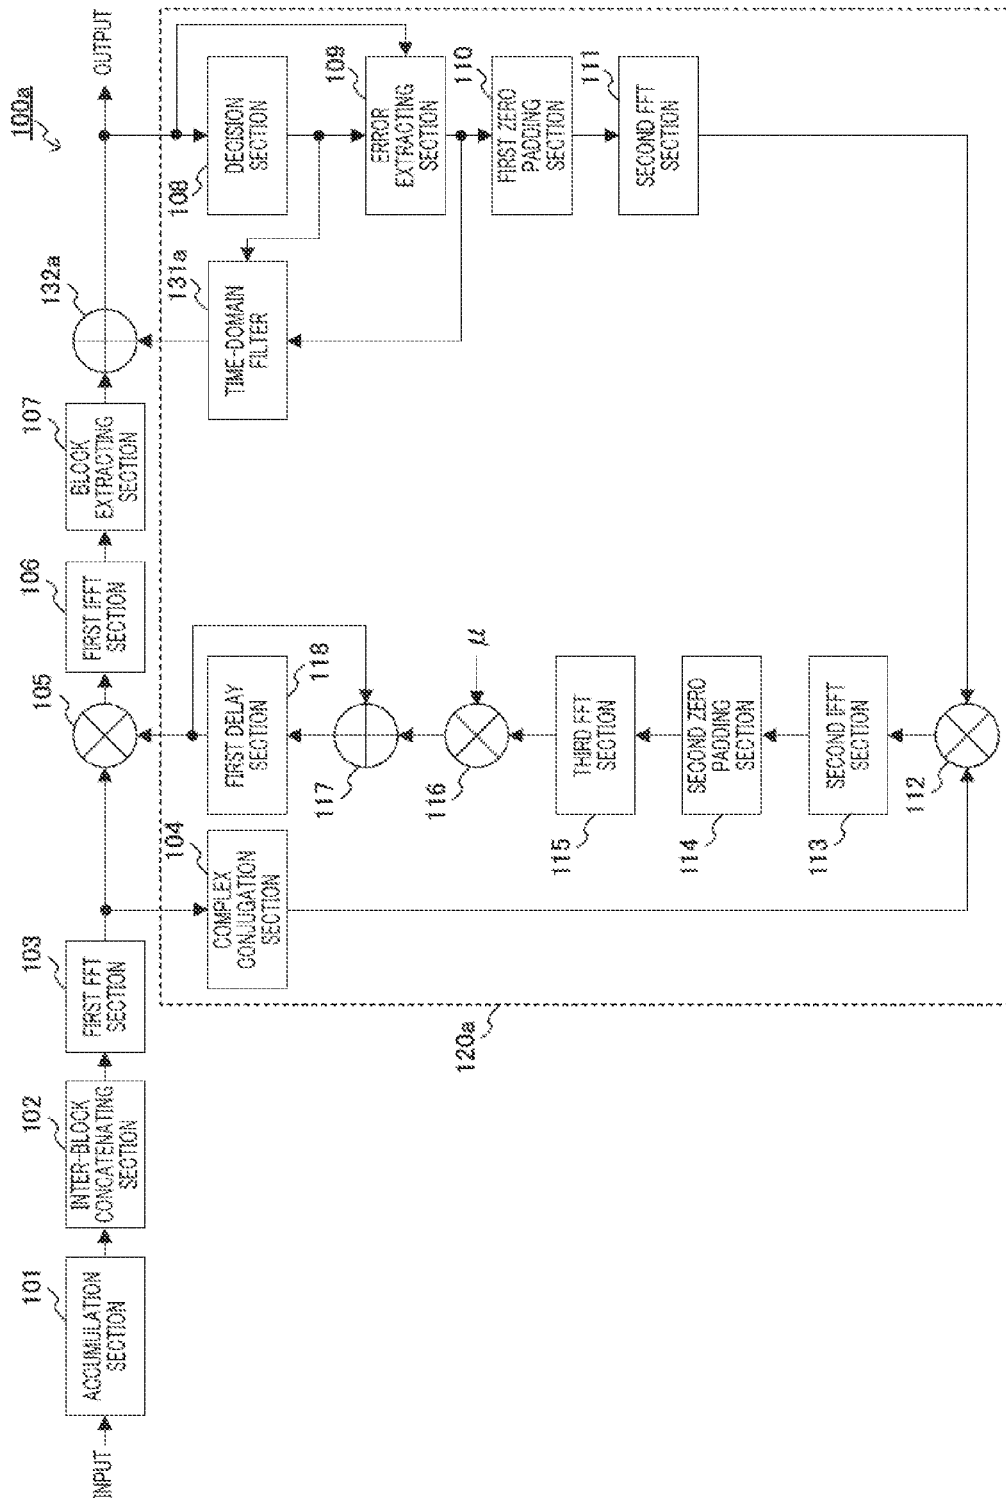 100a
INPUT
101
ACCUMULATION
SECTION
102
INTER-BLOCK
CONCATENATING
SECTION
103
FIRST FFT
SECTION
105
106
FIRST IFFT
SECTION
107
BLOCK
EXTRACTING
SECTION
132a
OUTPUT
104
COMPLEX
CONJUGATION
SECTION
118
FIRST DELAY
SECTION
131a
TIME-DOMAIN
FILTER
108
DECISION
SECTION
117
109
ERROR
EXTRACTING
SECTION
116
μ
110
FIRST ZERO
PADDING
SECTION
115
THIRD FFT
SECTION
111
SECOND FFT
SECTION
114
SECOND ZERO
PADDING
SECTION
113
SECOND IFFT
SECTION
112
120a